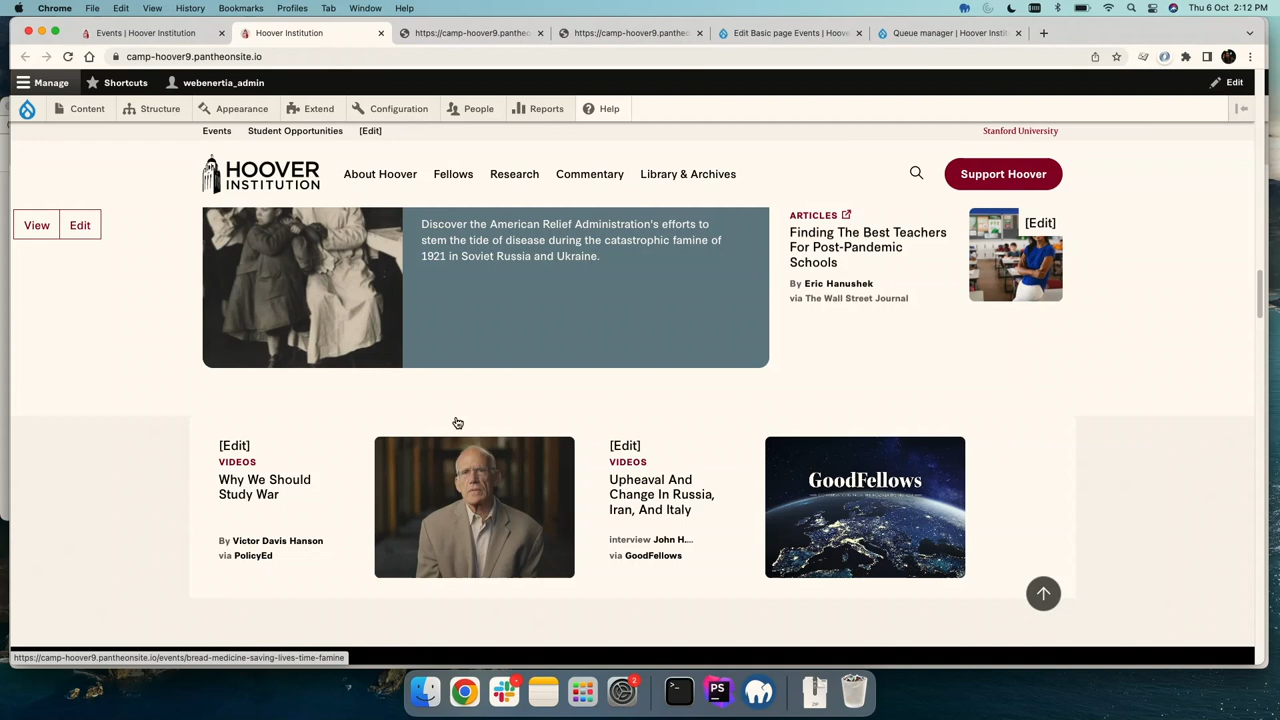 Chrome File Edit View History Bookmarks Profiles Tab Window Help
Thu 6 Oct 2:12 PM
Events | Hoover Institution
Hoover Institution
https://camp-hoover9.pantheo
https://camp-hoover9.panthe
Edit Basic page Events | Hoove
Queue manager | Hoover Insti
camp-hoover9.pantheonsite.io
Manage Shortcuts webenertia_admin Edit
Content Structure Appearance Extend Configuration People Reports Help
Events Student Opportunities [Edit] Stanford University
HOOVER
INSTITUTION
About Hoover Fellows Research Commentary Library & Archives Support Hoover
View Edit
Discover the American Relief Administration's efforts to
stem the tide of disease during the catastrophic famine of
1921 in Soviet Russia and Ukraine.
ARTICLES
Finding The Best Teachers
For Post-Pandemic
Schools
By Eric Hanushek
via The Wall Street Journal
[Edit]
[Edit]
VIDEOS
Why We Should
Study War
By Victor Davis Hanson
via PolicyEd
[Edit]
VIDEOS
Upheaval And
Change In Russia,
Iran, And Italy
interview John H....
via GoodFellows
GoodFellows
https://camp-hoover9.pantheonsite.io/events/bread-medicine-saving-lives-time-famine
2
PS
ZIP